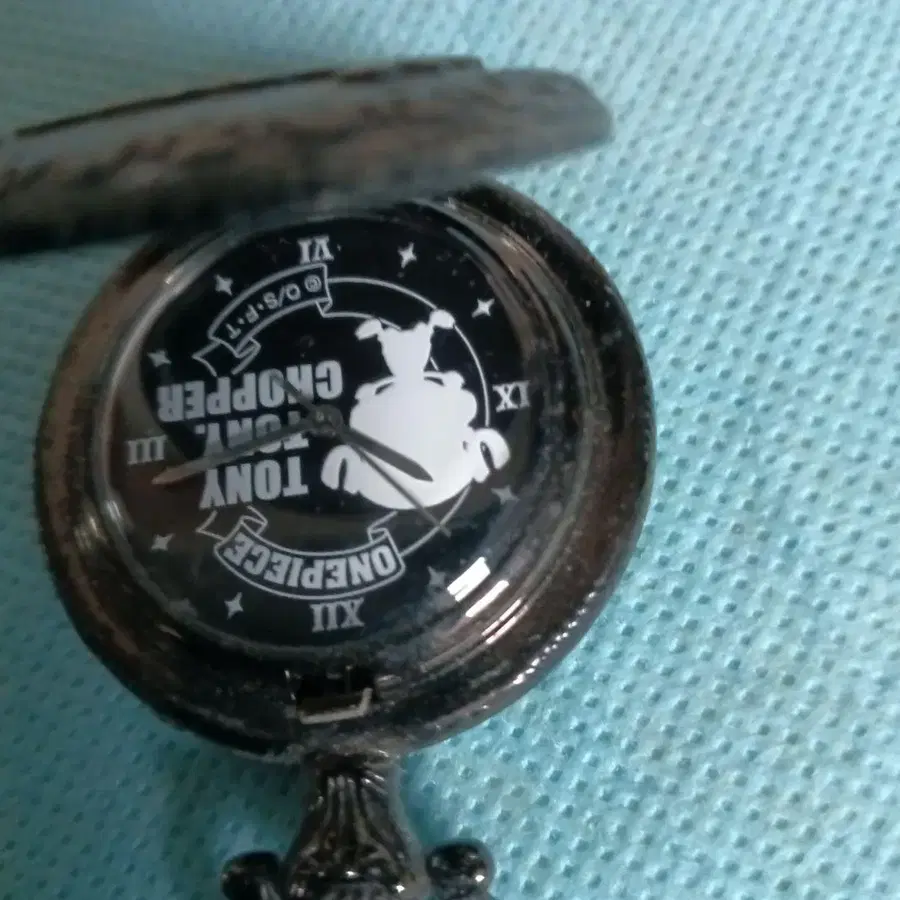 XII
ONEPIECE
TONY
TONY.
CHOPPER
III
IX
© O/S・F・T
VI